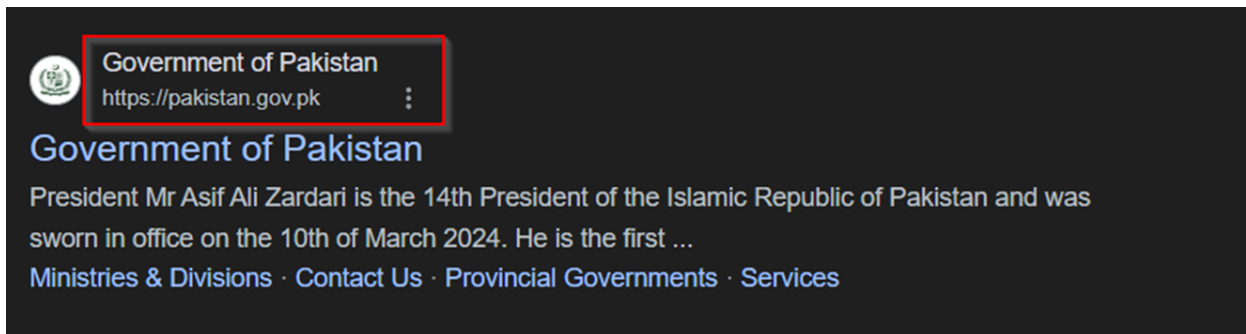 Government of Pakistan
https://pakistan.gov.pk
Government of Pakistan
President Mr Asif Ali Zardari is the 14th President of the Islamic Republic of Pakistan and was
sworn in office on the 10th of March 2024. He is the first ...
Ministries & Divisions · Contact Us · Provincial Governments · Services